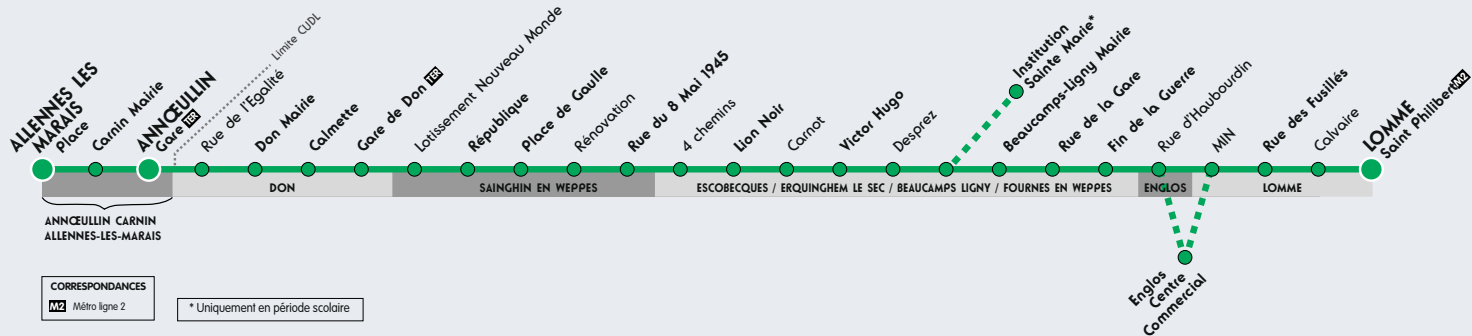 ALLENNES LES
MARAIS
Place
Carnin Mairie
ANNŒULLIN
Gare TER
Limite CUDL
Rue de l'Egalité
Don Mairie
Calmette
Gare de Don TER
Lotissement Nouveau Monde
République
Place de Gaulle
Rénovation
Rue du 8 Mai 1945
4 chemins
Lion Noir
Carnot
Victor Hugo
Desprez
Institution
Sainte Marie*
Beaucamps-Ligny Mairie
Rue de la Gare
Fin de la Guerre
Rue d'Haubourdin
MIN
Rue des Fusillés
Calvaire
LOMME
Saint Philibert M2
DON
SAINGHIN EN WEPPES
ESCOBECQUES / ERQUINGHEM LE SEC / BEAUCAMPS LIGNY / FOURNES EN WEPPES
ENGLOS
LOMME
ANNŒULLIN CARNIN
ALLENNES-LES-MARAIS
Englos
Centre
Commercial
CORRESPONDANCES
M2 Métro ligne 2
* Uniquement en période scolaire